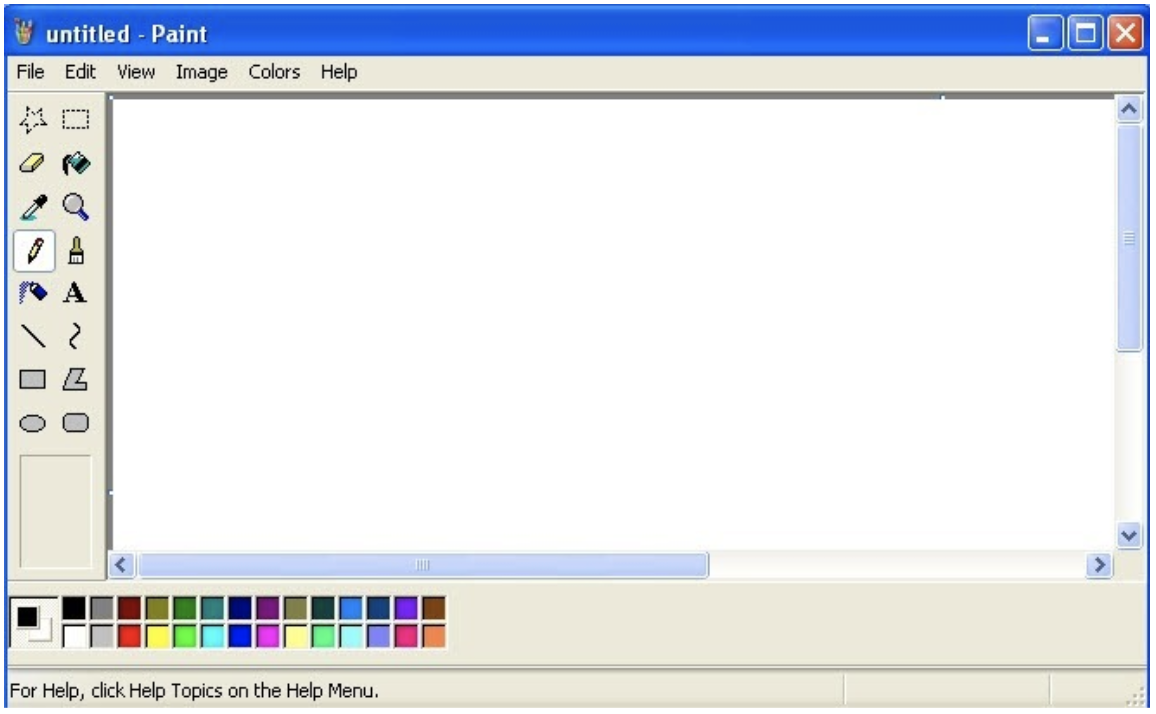 untitled - Paint
File Edit View Image Colors Help
A
For Help, click Help Topics on the Help Menu.